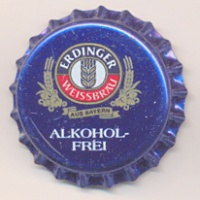 ERDINGER
WEISSBRÄU
AUS BAYERN
ALKOHOL-
FREI